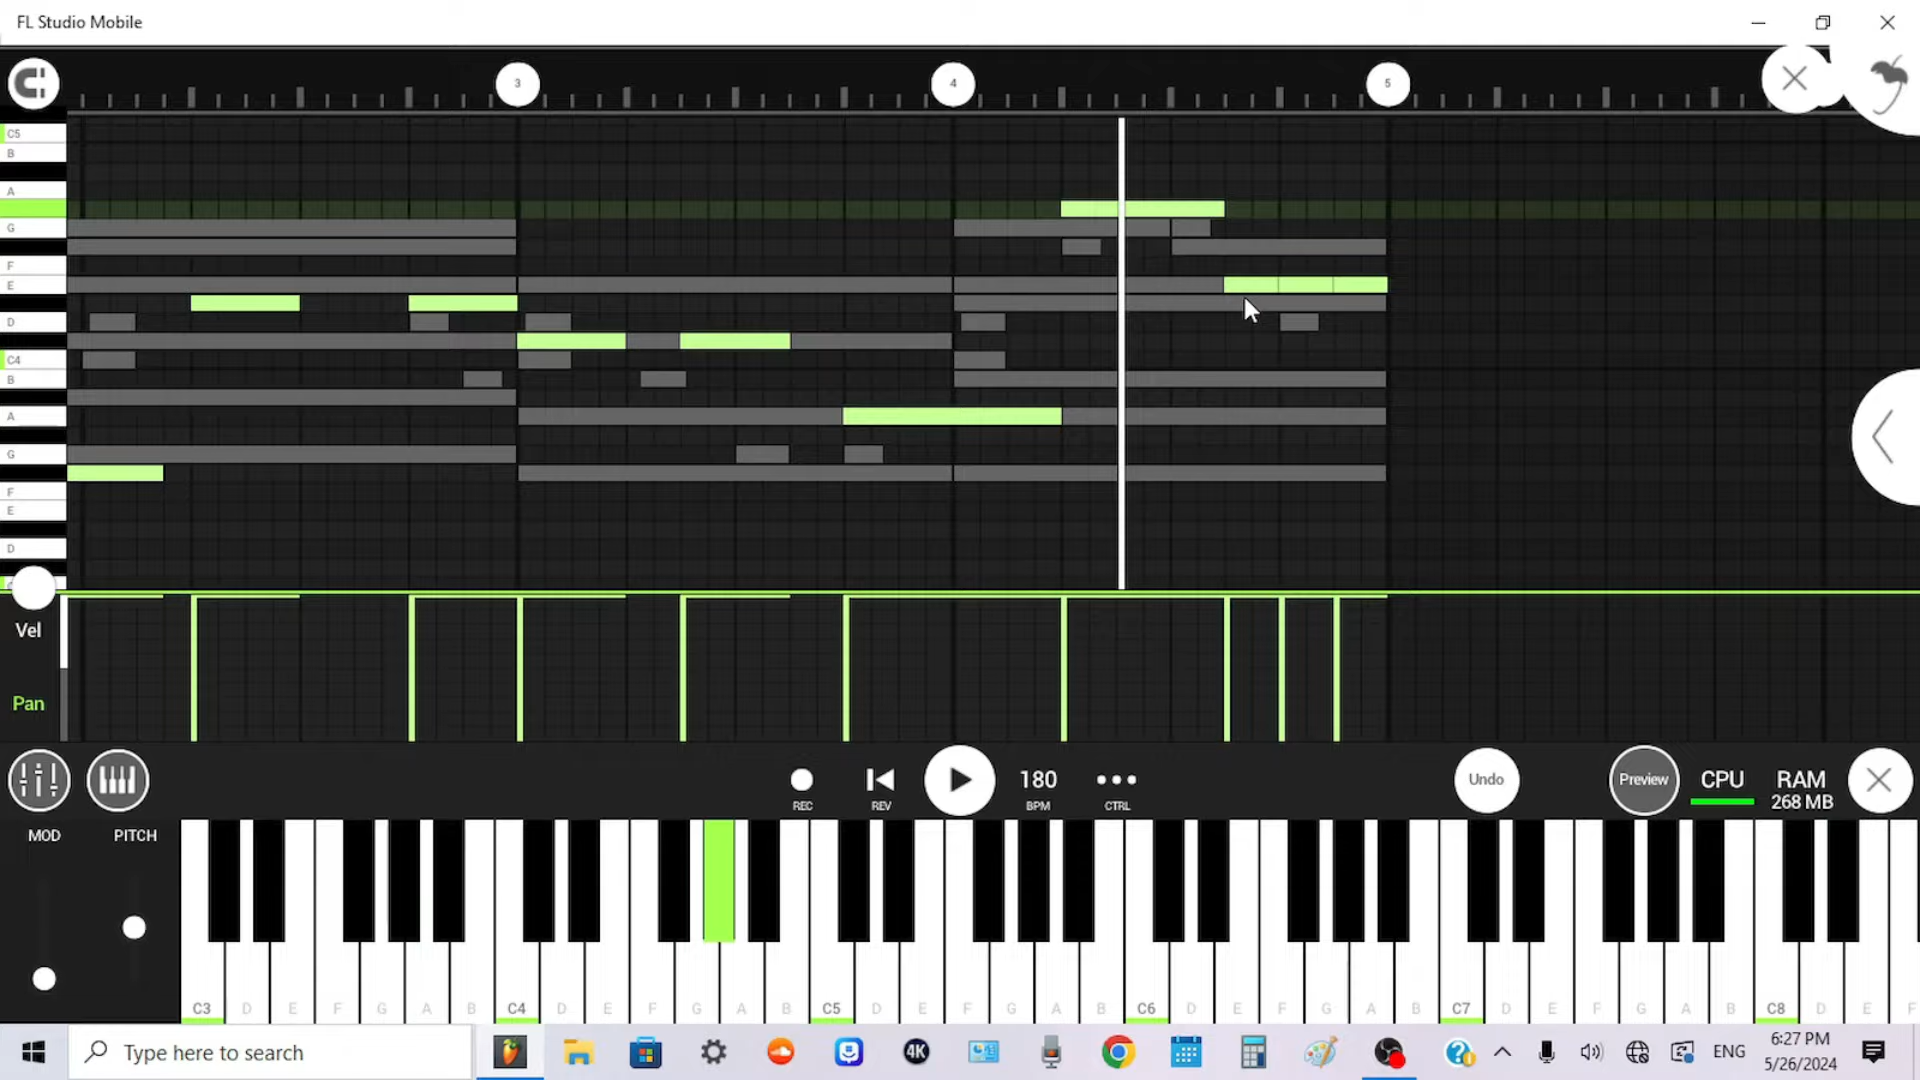 FL Studio Mobile
3
4
5
C5
B
A
G
F
E
D
C4
B
A
G
F
E
D
Vel
Pan
REC
REV
180
BPM
CTRL
Undo
Preview
CPU
RAM
268 MB
MOD
PITCH
C3 D E F G A B C4 D E F G A B C5 D E F G A B C6 D E F G A B C7 D E F G A B C8 D E F
Type here to search
4K
ENG
6:27 PM
5/26/2024